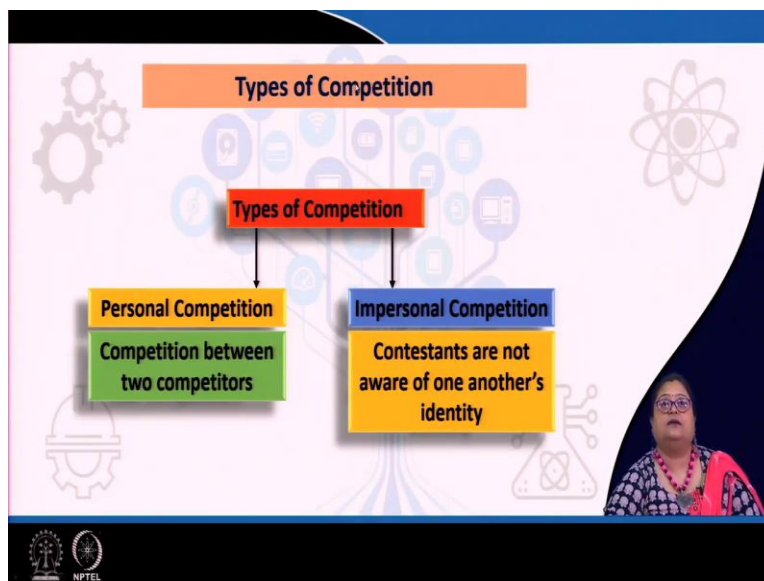 Types of Competition
Types of Competition
Personal Competition
Impersonal Competition
Competition between
two competitors
Contestants are not
aware of one another's
identity
NPTEL